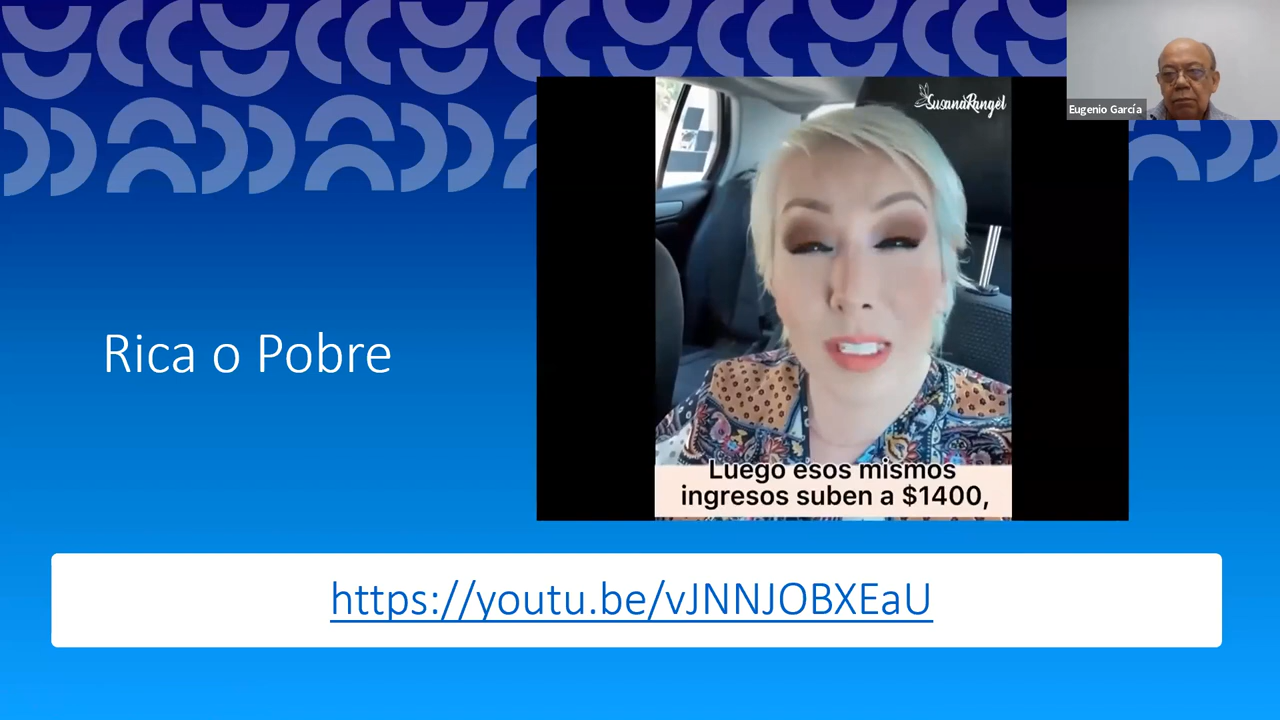 SusanaRangel
Eugenio García
Rica o Pobre
Luego esos mismos
ingresos suben a $1400,
https://youtu.be/vJNNJOBXEaU